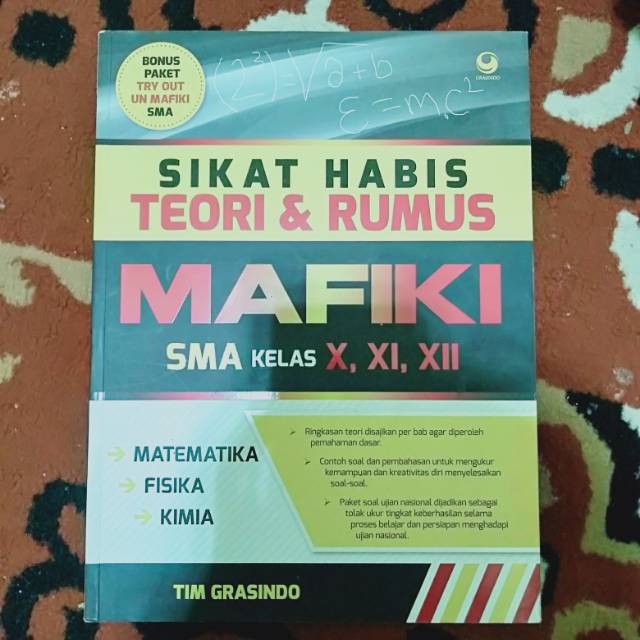 BONUS
PAKET
TRY OUT
UN MAFIKI
SMA
(2³)=√a+b
E=mc²
GRASINDO
SIKAT HABIS
TEORI & RUMUS
MAFIKI
SMA KELAS X, XI, XII
MATEMATIKA
FISIKA
KIMIA
Ringkasan teori disajikan per bab agar diperoleh
pemahaman dasar.
Contoh soal dan pembahasan untuk mengukur
kemampuan dan kreativitas diri menyelesaikan
soal-soal.
Paket soal ujian nasional dijadikan sebagai
tolak ukur tingkat keberhasilan selama
proses belajar dan persiapan menghadapi
ujian nasional.
TIM GRASINDO